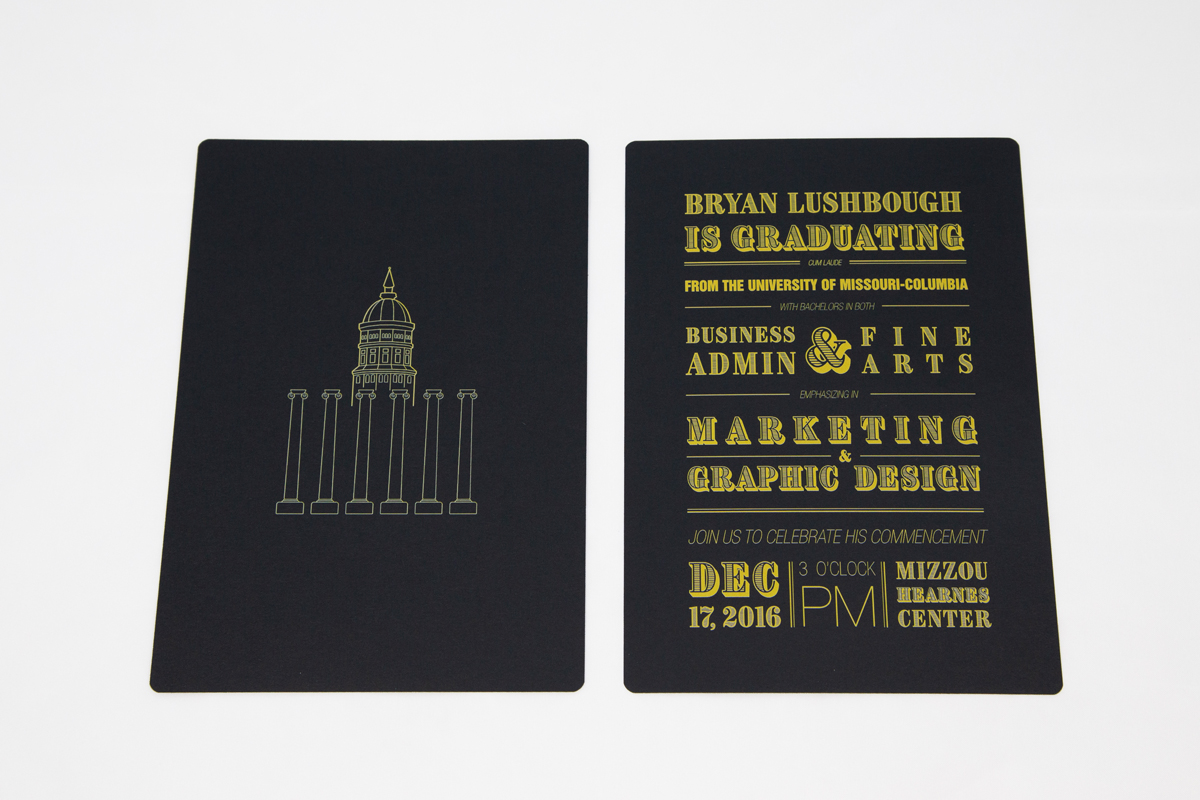 BRYAN LUSHBOUGH
IS GRADUATING
CUM LAUDE
FROM THE UNIVERSITY OF MISSOURI-COLUMBIA
WITH BACHELORS IN BOTH
BUSINESS ADMIN & FINE ARTS
EMPHASIZING IN
MARKETING
&
GRAPHIC DESIGN
JOIN US TO CELEBRATE HIS COMMENCEMENT
DEC
17, 2016
3 O'CLOCK
PM
MIZZOU
HEARNES
CENTER